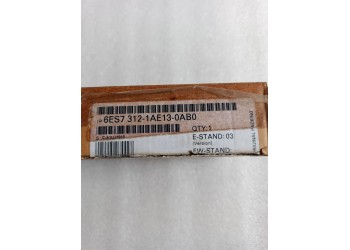 6ES7 312-1AE13-0AB0
QTY:1
E-STAND: 03
(Version)
FW-STAND